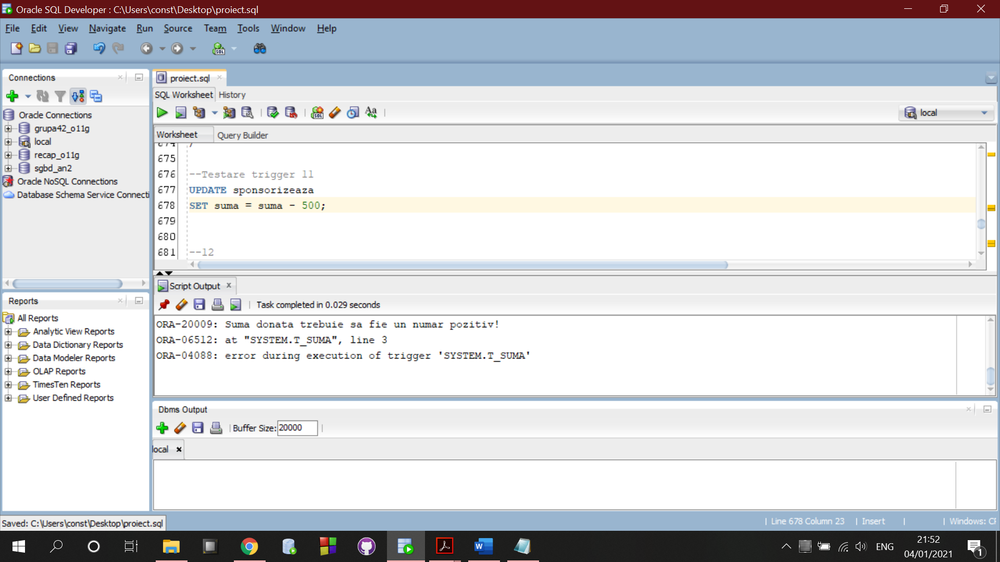 Oracle SQL Developer : C:\Users\const\Desktop\proiect.sql
File Edit View Navigate Run Source Team Tools Window Help
Connections
Oracle Connections
grupa42_o11g
local
recap_o11g
sgbd_an2
Oracle NoSQL Connections
Database Schema Service Connecti
Reports
All Reports
Analytic View Reports
Data Dictionary Reports
Data Modeler Reports
OLAP Reports
TimesTen Reports
User Defined Reports
proiect.sql
SQL Worksheet History
local
Worksheet Query Builder
674 /
675
676 --Testare trigger 11
677 UPDATE sponsorizeaza
678 SET suma = suma - 500;
679
680
681 --12
Script Output
Task completed in 0.029 seconds
ORA-20009: Suma donata trebuie sa fie un numar pozitiv!
ORA-06512: at "SYSTEM.T_SUMA", line 3
ORA-04088: error during execution of trigger 'SYSTEM.T_SUMA'
Dbms Output
Buffer Size: 20000
local
Saved: C:\Users\const\Desktop\proiect.sql
Line 678 Column 23 Insert Windows: CR
ENG
21:52
04/01/2021
1